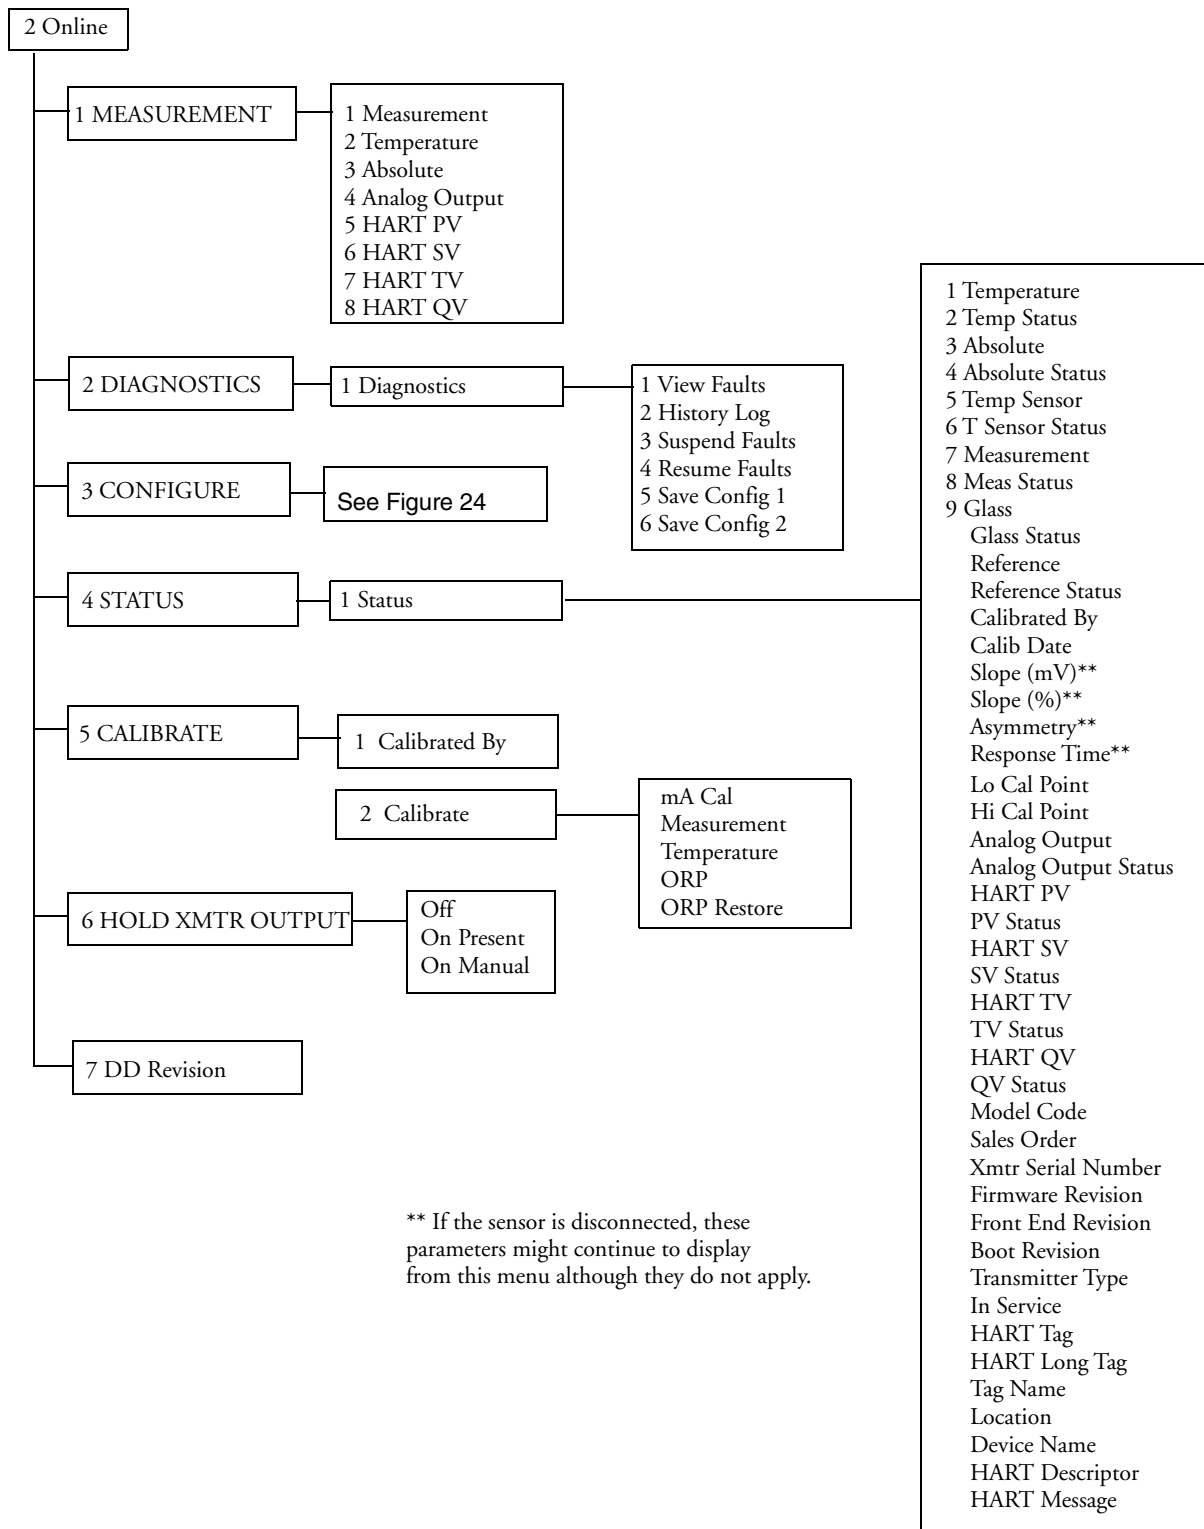 2 Online
1 MEASUREMENT
1 Measurement
2 Temperature
3 Absolute
4 Analog Output
5 HART PV
6 HART SV
7 HART TV
8 HART QV
2 DIAGNOSTICS
1 Diagnostics
1 View Faults
2 History Log
3 Suspend Faults
4 Resume Faults
5 Save Config 1
6 Save Config 2
3 CONFIGURE
See Figure 24
4 STATUS
1 Status
1 Temperature
2 Temp Status
3 Absolute
4 Absolute Status
5 Temp Sensor
6 T Sensor Status
7 Measurement
8 Meas Status
9 Glass
Glass Status
Reference
Reference Status
Calibrated By
Calib Date
Slope (mV)**
Slope (%)**
Asymmetry**
Response Time**
Lo Cal Point
Hi Cal Point
Analog Output
Analog Output Status
HART PV
PV Status
HART SV
SV Status
HART TV
TV Status
HART QV
QV Status
Model Code
Sales Order
Xmtr Serial Number
Firmware Revision
Front End Revision
Boot Revision
Transmitter Type
In Service
HART Tag
HART Long Tag
Tag Name
Location
Device Name
HART Descriptor
HART Message
5 CALIBRATE
1 Calibrated By
2 Calibrate
mA Cal
Measurement
Temperature
ORP
ORP Restore
6 HOLD XMTR OUTPUT
Off
On Present
On Manual
7 DD Revision
** If the sensor is disconnected, these
parameters might continue to display
from this menu although they do not apply.